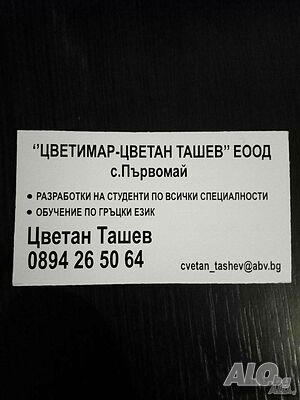 ‘’ЦВЕТИМАР-ЦВЕТАН ТАШЕВ’’ ЕООД
с.Първомай
• РАЗРАБОТКИ НА СТУДЕНТИ ПО ВСИЧКИ СПЕЦИАЛНОСТИ
• ОБУЧЕНИЕ ПО ГРЪЦКИ ЕЗИК
Цветан Ташев
0894 26 50 64
cvetan_tashev@abv.bg
ALO.bg